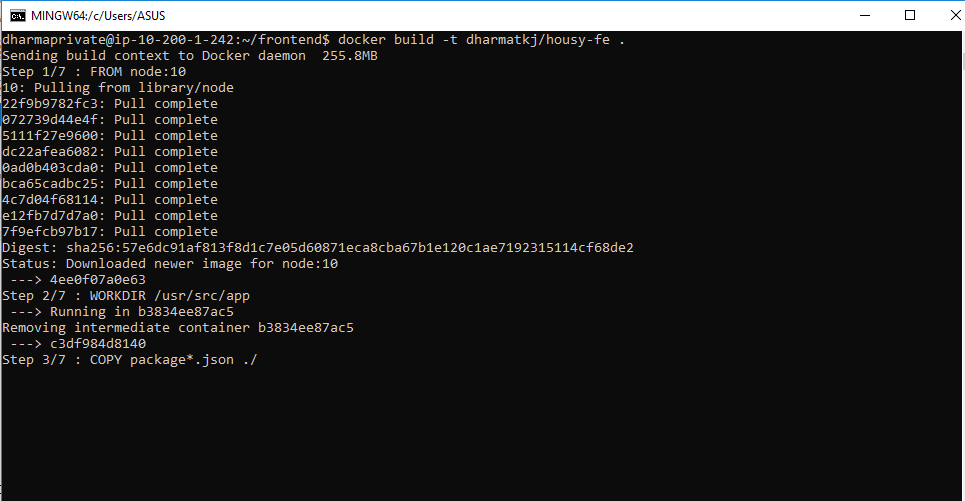 MINGW64:/c/Users/ASUS
dharmaprivate@ip-10-200-1-242:~/frontend$ docker build -t dharmatkj/housy-fe .
Sending build context to Docker daemon  255.8MB
Step 1/7 : FROM node:10
10: Pulling from library/node
22f9b9782fc3: Pull complete
072739d44e4f: Pull complete
5111f27e9600: Pull complete
dc22afea6082: Pull complete
0ad0b403cda0: Pull complete
bca65cadbc25: Pull complete
4c7d04f68114: Pull complete
e12fb7d7d7a0: Pull complete
7f9efcb97b17: Pull complete
Digest: sha256:57e6dc91af813f8d1c7e05d60871eca8cba67b1e120c1ae7192315114cf68de2
Status: Downloaded newer image for node:10
 ---> 4ee0f07a0e63
Step 2/7 : WORKDIR /usr/src/app
 ---> Running in b3834ee87ac5
Removing intermediate container b3834ee87ac5
 ---> c3df984d8140
Step 3/7 : COPY package*.json ./